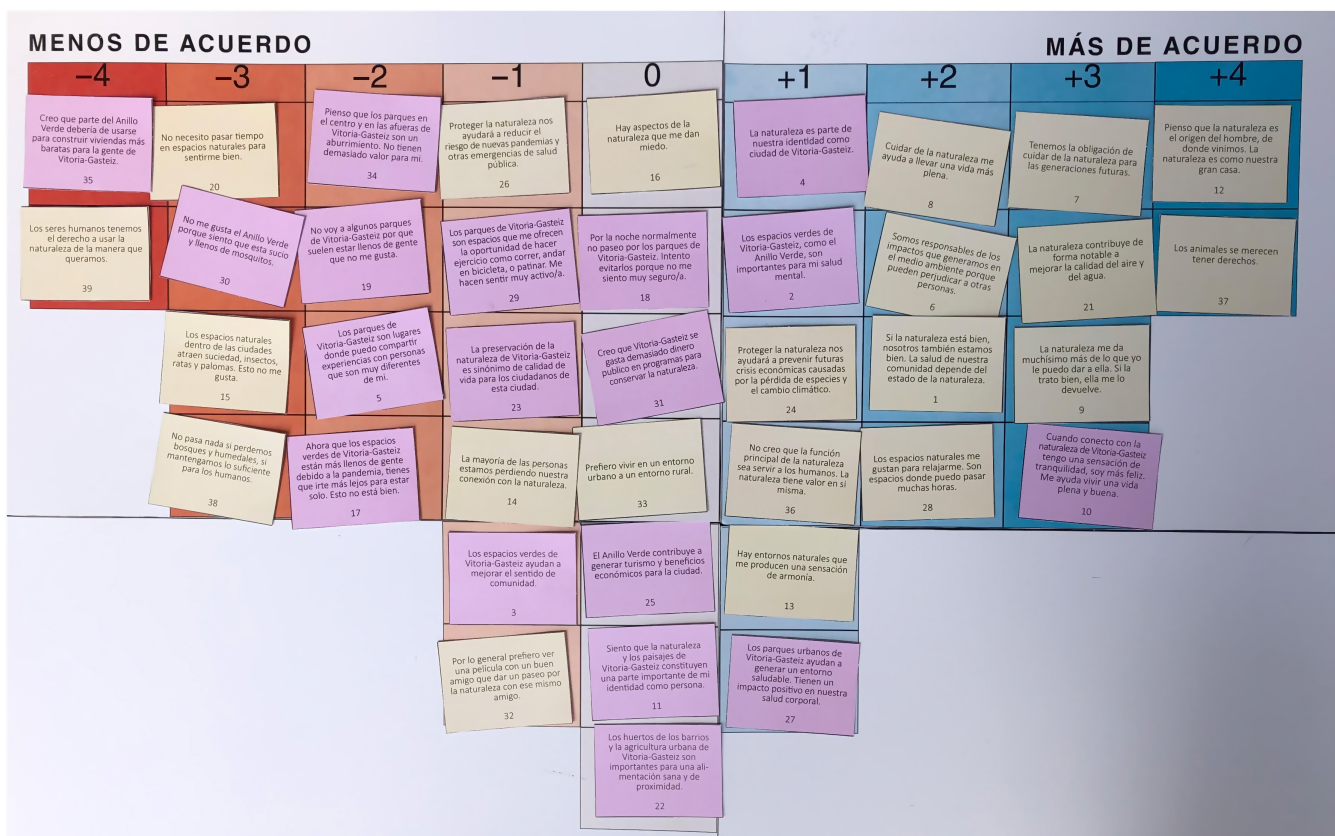 MENOS DE ACUERDO
MÁS DE ACUERDO
−4
−3
−2
−1
0
+1
+2
+3
+4
Creo que parte del Anillo
Verde debería de usarse
para construir viviendas más
baratas para la gente de
Vitoria-Gasteiz.
35
No necesito pasar tiempo
en espacios naturales para
sentirme bien.
20
Pienso que los parques en
el centro y en las afueras de
Vitoria-Gasteiz son un
aburrimiento. No tienen
demasiado valor para mi.
34
Proteger la naturaleza nos
ayudará a reducir el
riesgo de nuevas pandemias y
otras emergencias de salud
pública.
26
Hay aspectos de la
naturaleza que me dan
miedo.
16
La naturaleza es parte de
nuestra identidad como
ciudad de Vitoria-Gasteiz.
4
Cuidar de la naturaleza me
ayuda a llevar una vida más
plena.
8
Tenemos la obligación de
cuidar de la naturaleza para
las generaciones futuras.
7
Pienso que la naturaleza es
el origen del hombre, de
donde vinimos. La
naturaleza es como nuestra
gran casa.
12
Los seres humanos tenemos
el derecho a usar la
naturaleza de la manera que
queramos.
39
No me gusta el Anillo Verde
porque siento que esta sucio
y llenos de mosquitos.
30
No voy a algunos parques
de Vitoria-Gasteiz por que
suelen estar llenos de gente
que no me gusta.
19
Los parques de Vitoria-Gasteiz
son espacios que me ofrecen
la oportunidad de hacer
ejercicio como correr, andar
en bicicleta, o patinar. Me
hacen sentir muy activo/a.
29
Por la noche normalmente
no paseo por los parques de
Vitoria-Gasteiz. Intento
evitarlos porque no me
siento muy seguro/a.
18
Los espacios verdes de
Vitoria-Gasteiz, como el
Anillo Verde, son
importantes para mi salud
mental.
2
Somos responsables de los
impactos que generamos en
el medio ambiente porque
pueden perjudicar a otras
personas.
6
La naturaleza contribuye de
forma notable a
mejorar la calidad del aire y
del agua.
21
Los animales se merecen
tener derechos.
37
Los espacios naturales
dentro de las ciudades
atraen suciedad, insectos,
ratas y palomas. Esto no me
gusta.
15
Los parques de
Vitoria-Gasteiz son lugares
donde puedo compartir
experiencias con personas
que son muy diferentes
de mi.
5
La preservación de la
naturaleza de Vitoria-Gasteiz
es sinónimo de calidad de
vida para los ciudadanos de
esta ciudad.
23
Creo que Vitoria-Gasteiz se
gasta demasiado dinero
publico en programas para
conservar la naturaleza.
31
Proteger la naturaleza nos
ayudará a prevenir futuras
crisis económicas causadas
por la pérdida de especies y
el cambio climático.
24
Si la naturaleza está bien,
nosotros también estamos
bien. La salud de nuestra
comunidad depende del
estado de la naturaleza.
1
La naturaleza me da
muchísimo más de lo que yo
le puedo dar a ella. Si la
trato bien, ella me lo
devuelve.
9
No pasa nada si perdemos
bosques y humedales, si
mantengamos lo suficiente
para los humanos.
38
Ahora que los espacios
verdes de Vitoria-Gasteiz
están más llenos de gente
debido a la pandemia, tienes
que irte más lejos para estar
solo. Esto no está bien.
17
La mayoría de las personas
estamos perdiendo nuestra
conexión con la naturaleza.
14
Prefiero vivir en un entorno
urbano a un entorno rural.
33
No creo que la función
principal de la naturaleza
sea servir a los humanos. La
naturaleza tiene valor en si
misma.
36
Los espacios naturales me
gustan para relajarme. Son
espacios donde puedo pasar
muchas horas.
28
Cuando conecto con la
naturaleza de Vitoria-Gasteiz
tengo una sensación de
tranquilidad, soy más feliz.
Me ayuda vivir una vida
plena y buena.
10
Los espacios verdes de
Vitoria-Gasteiz ayudan a
mejorar el sentido de
comunidad.
3
El Anillo Verde contribuye a
generar turismo y beneficios
económicos para la ciudad.
25
Hay entornos naturales que
me producen una sensación
de armonía.
13
Por lo general prefiero ver
una película con un buen
amigo que dar un paseo por
la naturaleza con ese mismo
amigo.
32
Siento que la naturaleza
y los paisajes de
Vitoria-Gasteiz constituyen
una parte importante de mi
identidad como persona.
11
Los parques urbanos de
Vitoria-Gasteiz ayudan a
generar un entorno
saludable. Tienen un
impacto positivo en nuestra
salud corporal.
27
Los huertos de los barrios
y la agricultura urbana de
Vitoria-Gasteiz son
importantes para una ali-
mentación sana y de
proximidad.
22